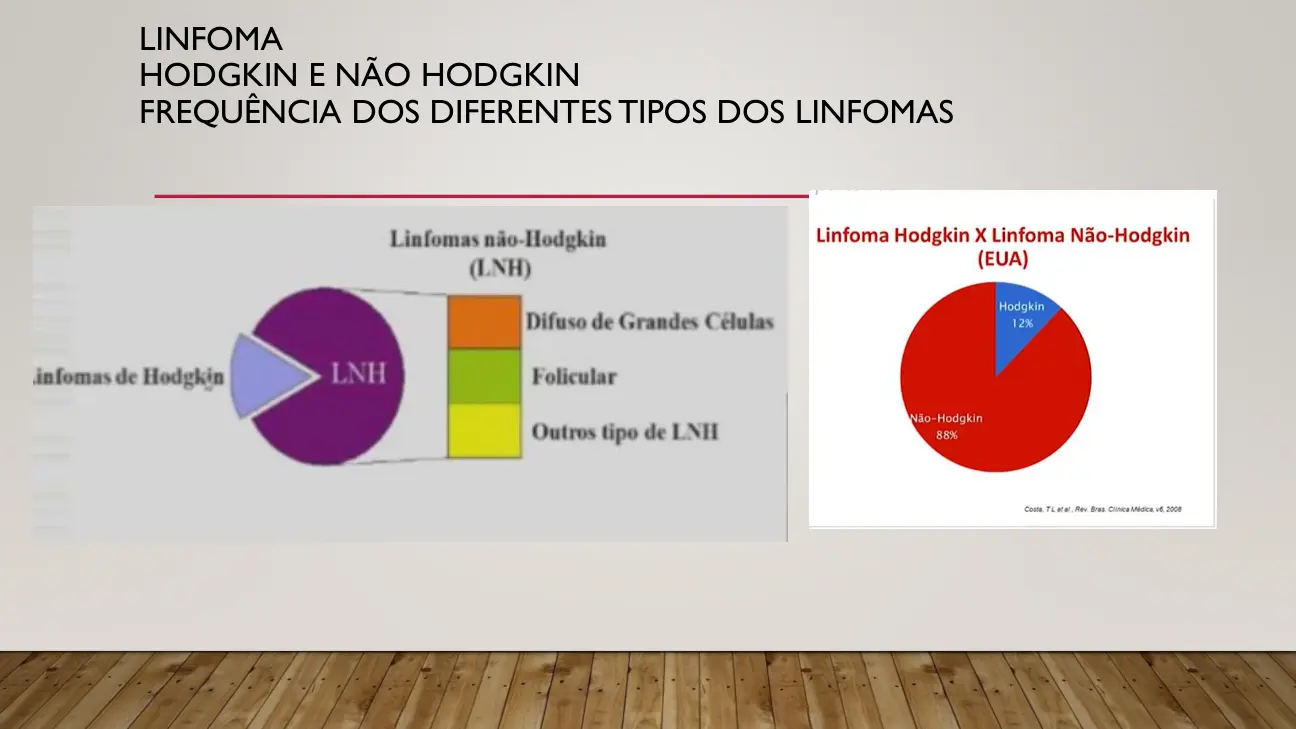 LINFOMA
HODGKIN E NÃO HODGKIN
FREQUÊNCIA DOS DIFERENTES TIPOS DOS LINFOMAS
Linfomas não-Hodgkin
(LNH)
Difuso de Grandes Células
infomas de Hodgkin
LNH
Folicular
Outros tipo de LNH
Linfoma Hodgkin X Linfoma Não-Hodgkin
(EUA)
Hodgkin
12%
Não-Hodgkin
88%
Costa, T L et al , Rev. Bras. Clínica Médica, v6, 2008